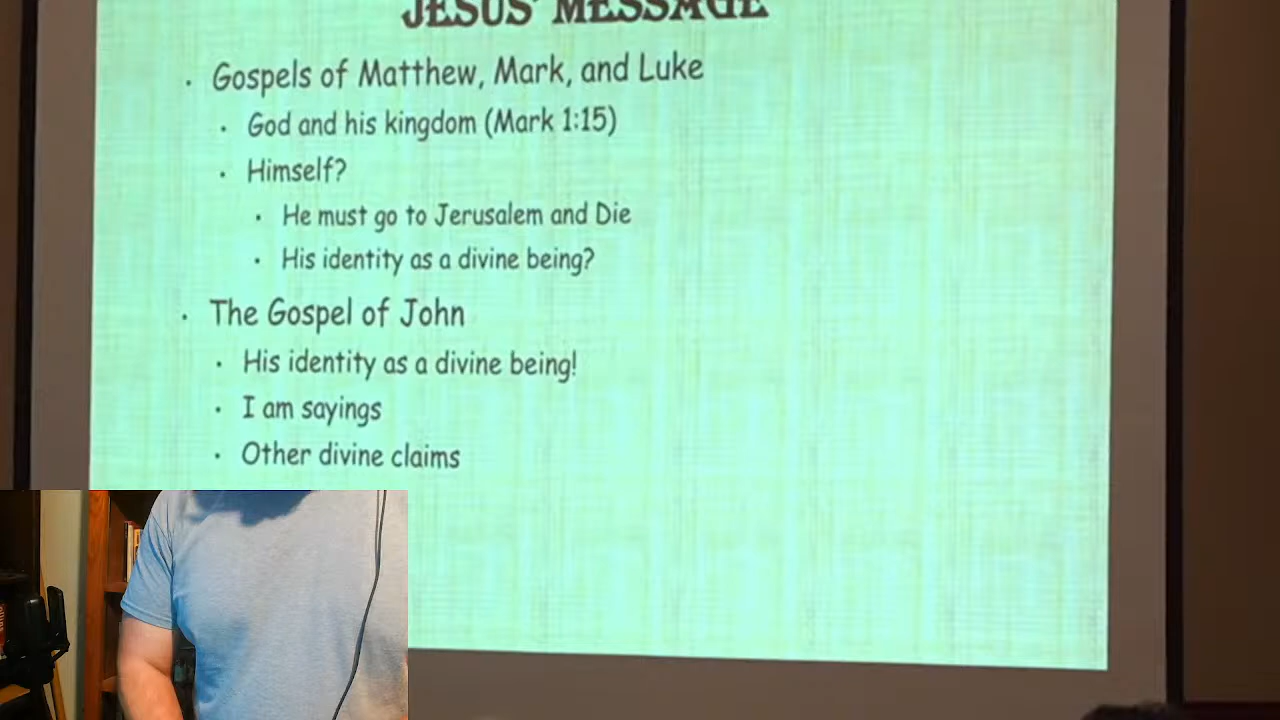 JESUS' MESSAGE
· Gospels of Matthew, Mark, and Luke
· God and his kingdom (Mark 1:15)
· Himself?
· He must go to Jerusalem and Die
· His identity as a divine being?
· The Gospel of John
· His identity as a divine being!
· I am sayings
· Other divine claims